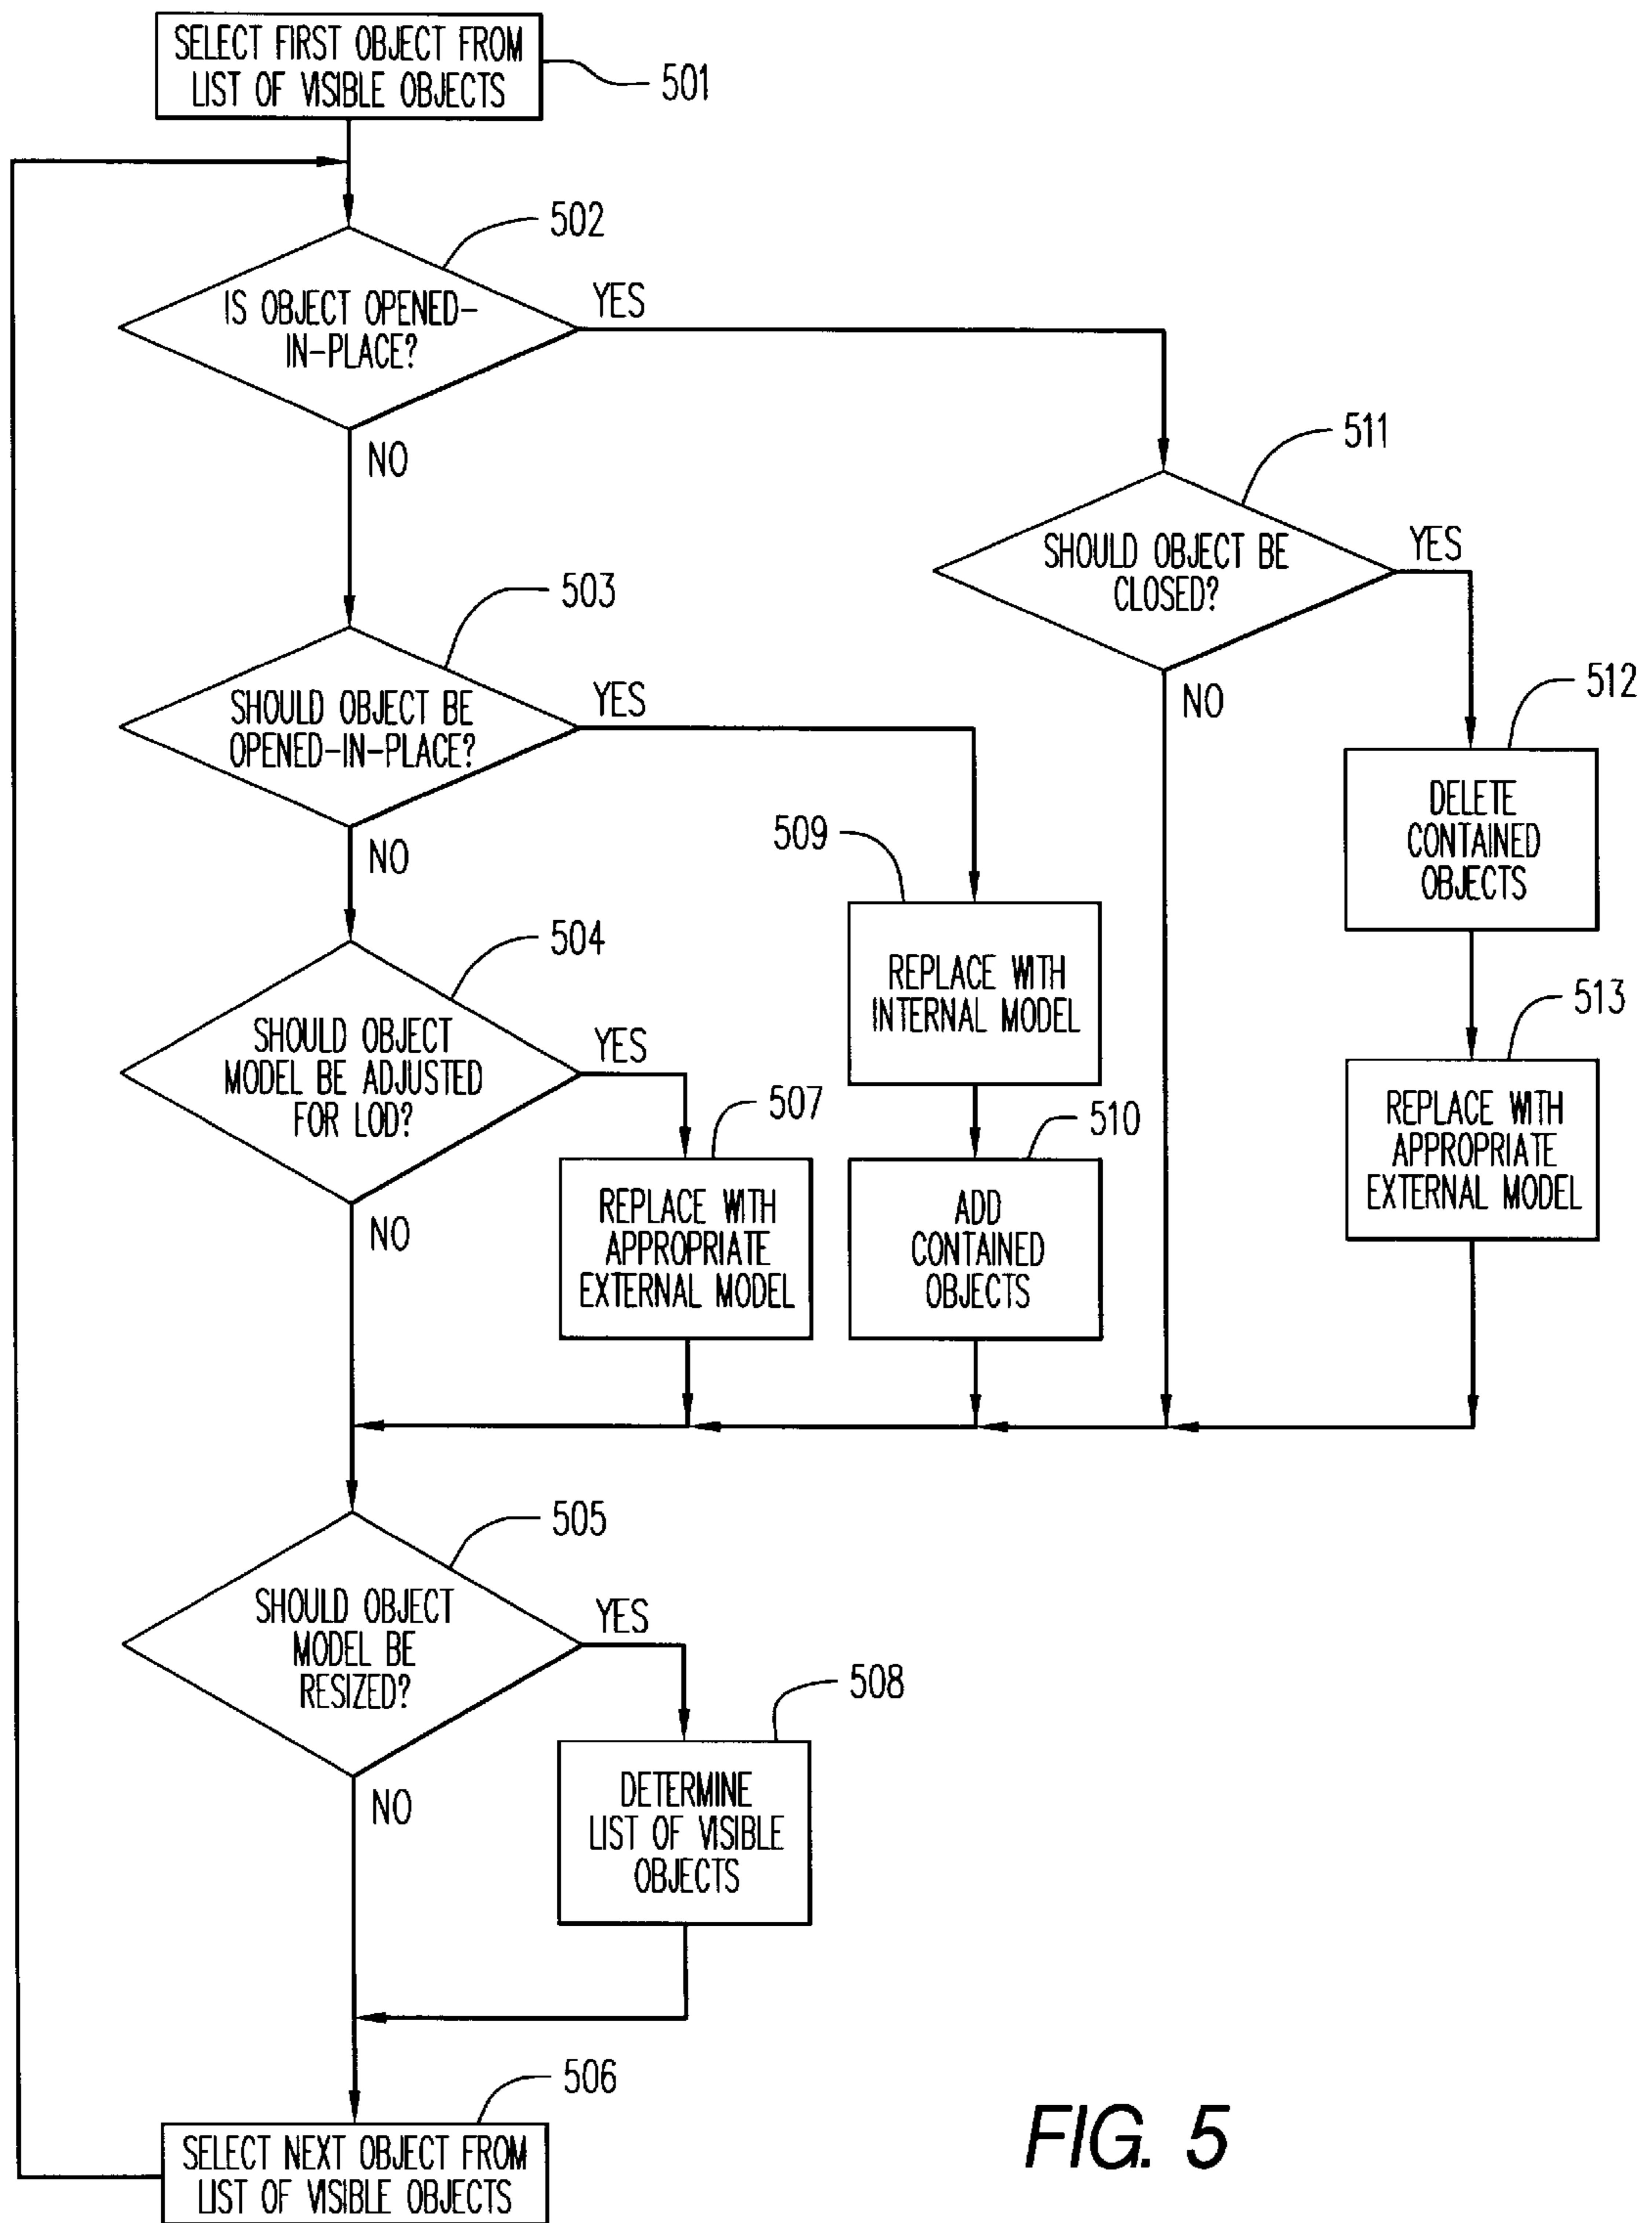 SELECT FIRST OBJECT FROM
LIST OF VISIBLE OBJECTS
501
502
IS OBJECT OPENED-
IN-PLACE?
YES
NO
511
SHOULD OBJECT BE
CLOSED?
YES
NO
503
SHOULD OBJECT BE
OPENED-IN-PLACE?
YES
NO
512
DELETE
CONTAINED
OBJECTS
509
REPLACE WITH
INTERNAL MODEL
504
SHOULD OBJECT
MODEL BE ADJUSTED
FOR LOD?
YES
NO
513
REPLACE WITH
APPROPRIATE
EXTERNAL MODEL
507
REPLACE WITH
APPROPRIATE
EXTERNAL MODEL
510
ADD
CONTAINED
OBJECTS
505
SHOULD OBJECT
MODEL BE
RESIZED?
YES
NO
508
DETERMINE
LIST OF VISIBLE
OBJECTS
506
SELECT NEXT OBJECT FROM
LIST OF VISIBLE OBJECTS
FIG. 5